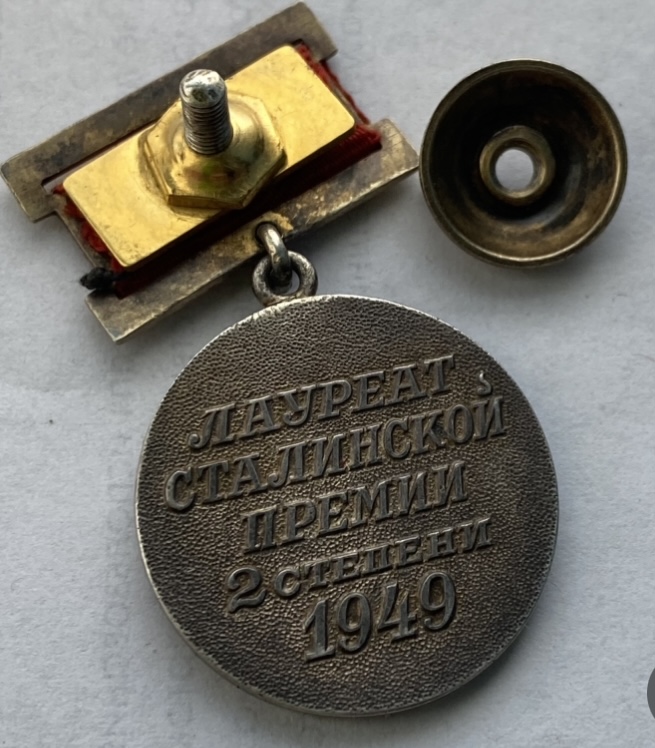 ЛАУРЕАТ
СТАЛИНСКОЙ
ПРЕМИИ
2 СТЕПЕНИ
1949